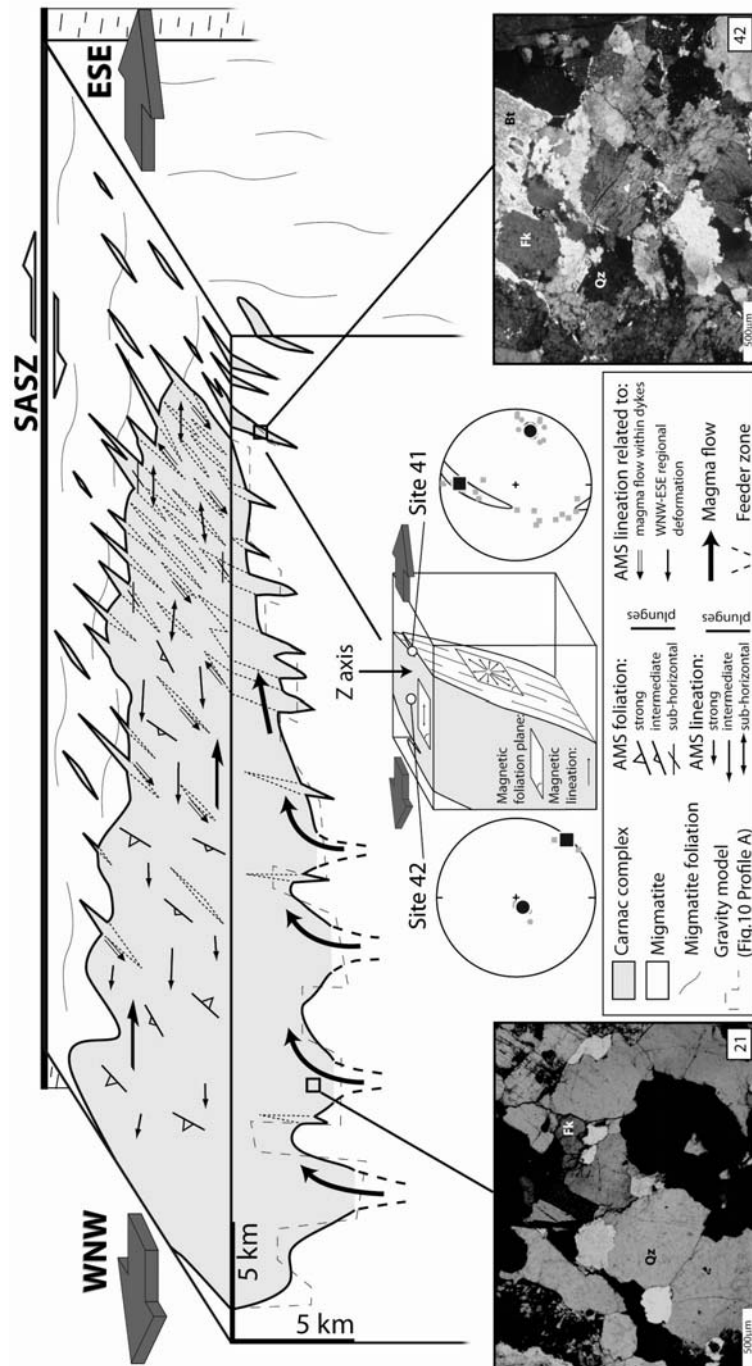 SASZ
WNW
ESE
5 km
5 km
Site 42
Z axis
Site 41
Magnetic
foliation plane:
Magnetic
lineation:
21
Fk
Qz
500µm
42
Bt
Fk
Qz
500µm
Carnac complex
Migmatite
Migmatite foliation
Gravity model
(Fig.10 Profile A)
AMS foliation:
strong
intermediate
sub-horizontal
plunges
AMS lineation:
strong
intermediate
sub-horizontal
plunges
AMS lineation related to:
magma flow within dykes
WNW-ESE regional
deformation
Magma flow
Feeder zone